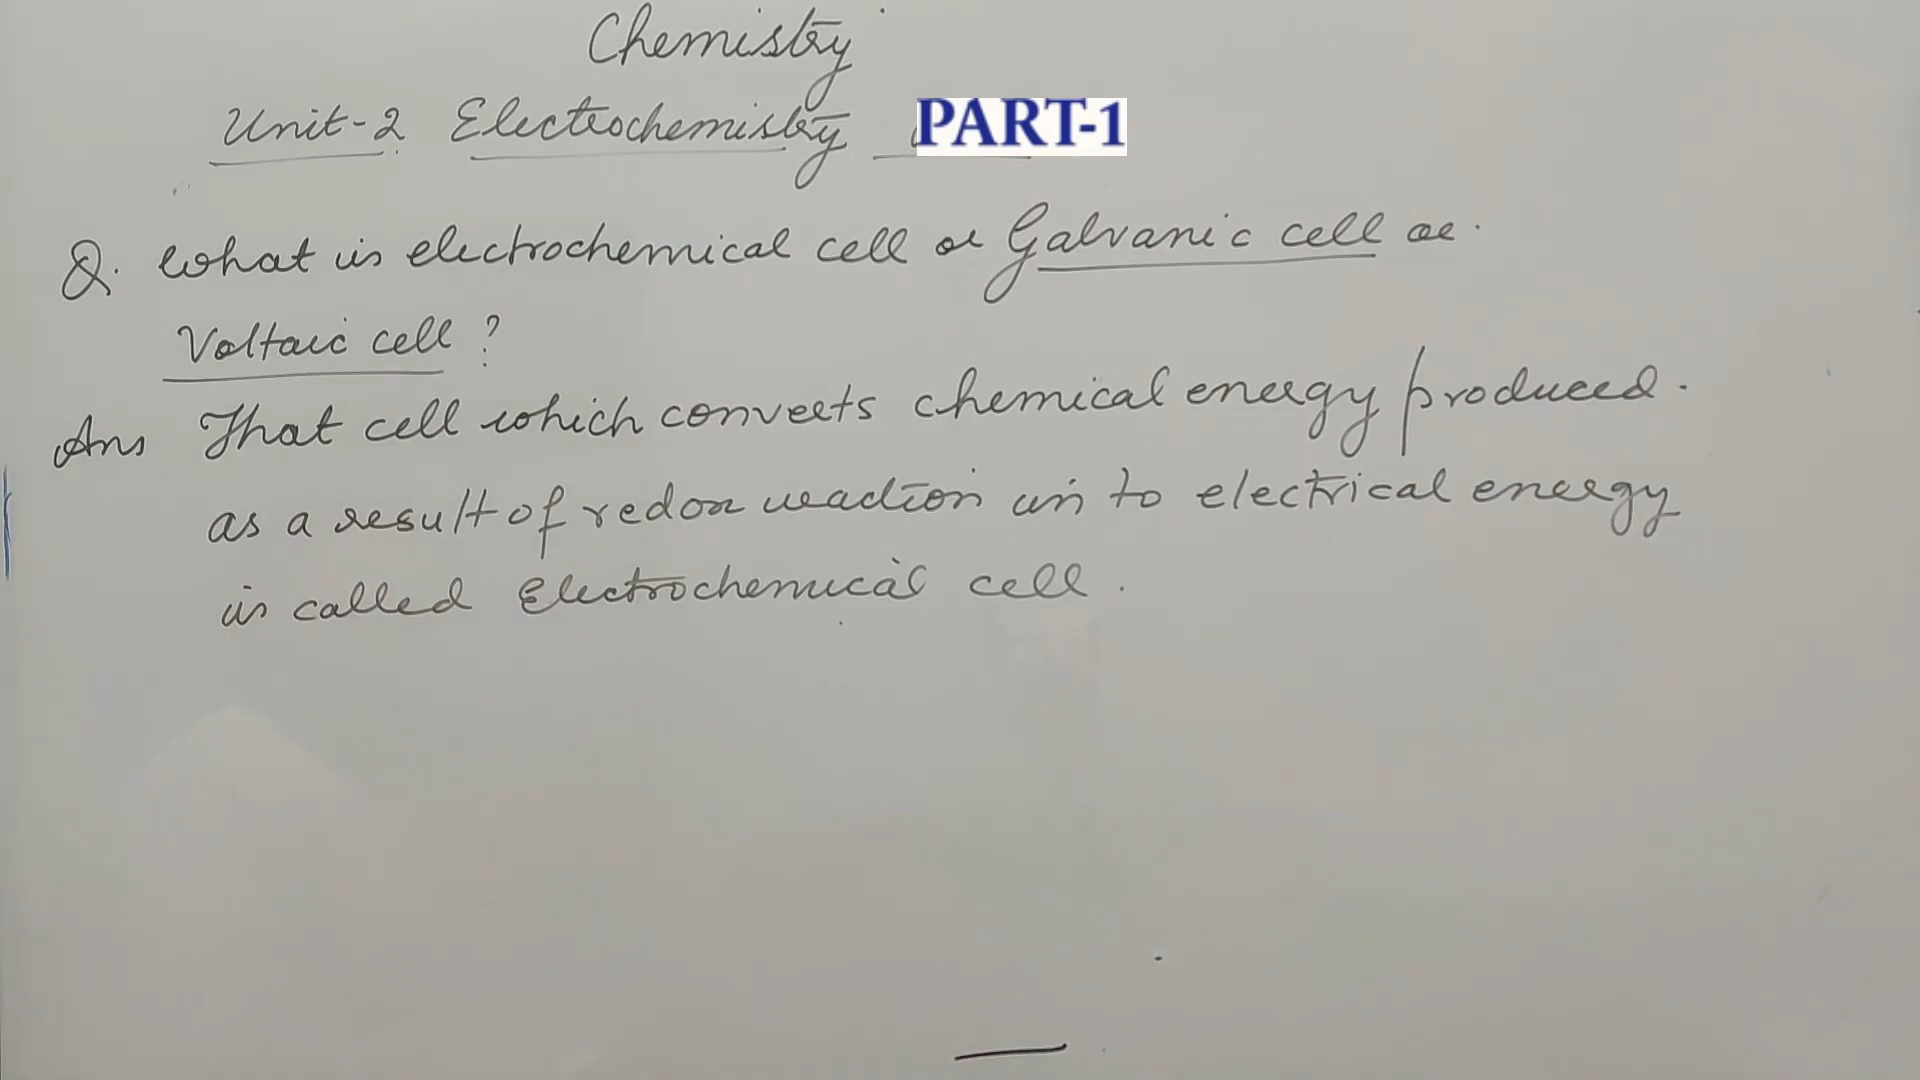 Chemistry
Unit-2 Electrochemistry PART-1
Q. What is electrochemical cell or Galvanic cell or
Voltaic cell ?
Ans That cell which converts chemical energy produced.
as a result of redox reaction in to electrical energy
is called Electrochemical cell.